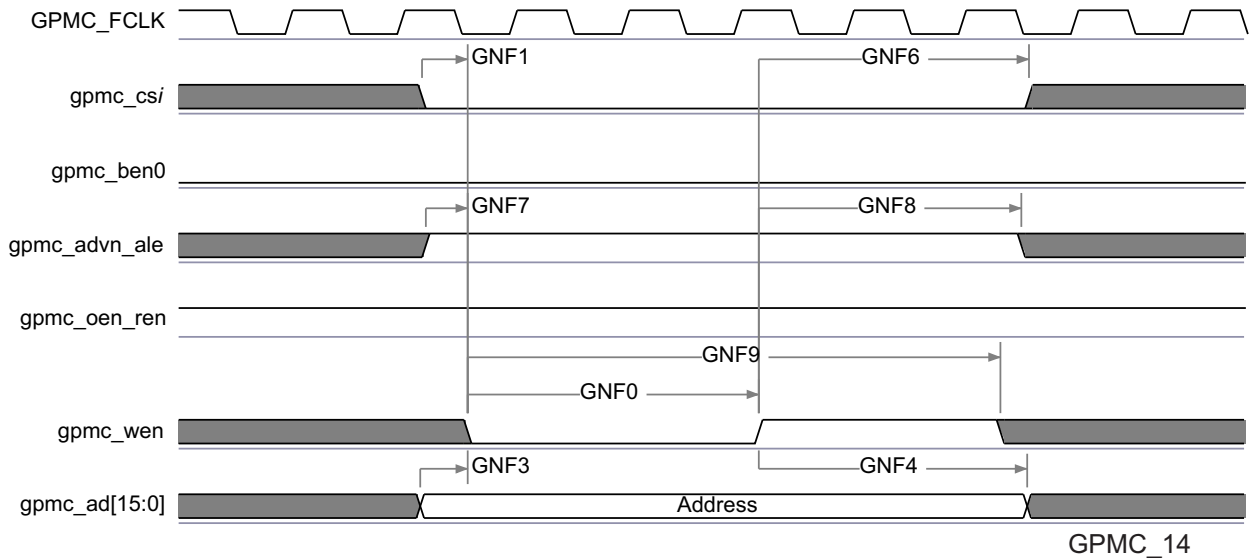 GPMC_FCLK
GNF1
GNF6
gpmc_csi
gpmc_ben0
GNF7
GNF8
gpmc_advn_ale
gpmc_oen_ren
GNF9
GNF0
gpmc_wen
GNF3
GNF4
gpmc_ad[15:0]
Address
GPMC_14